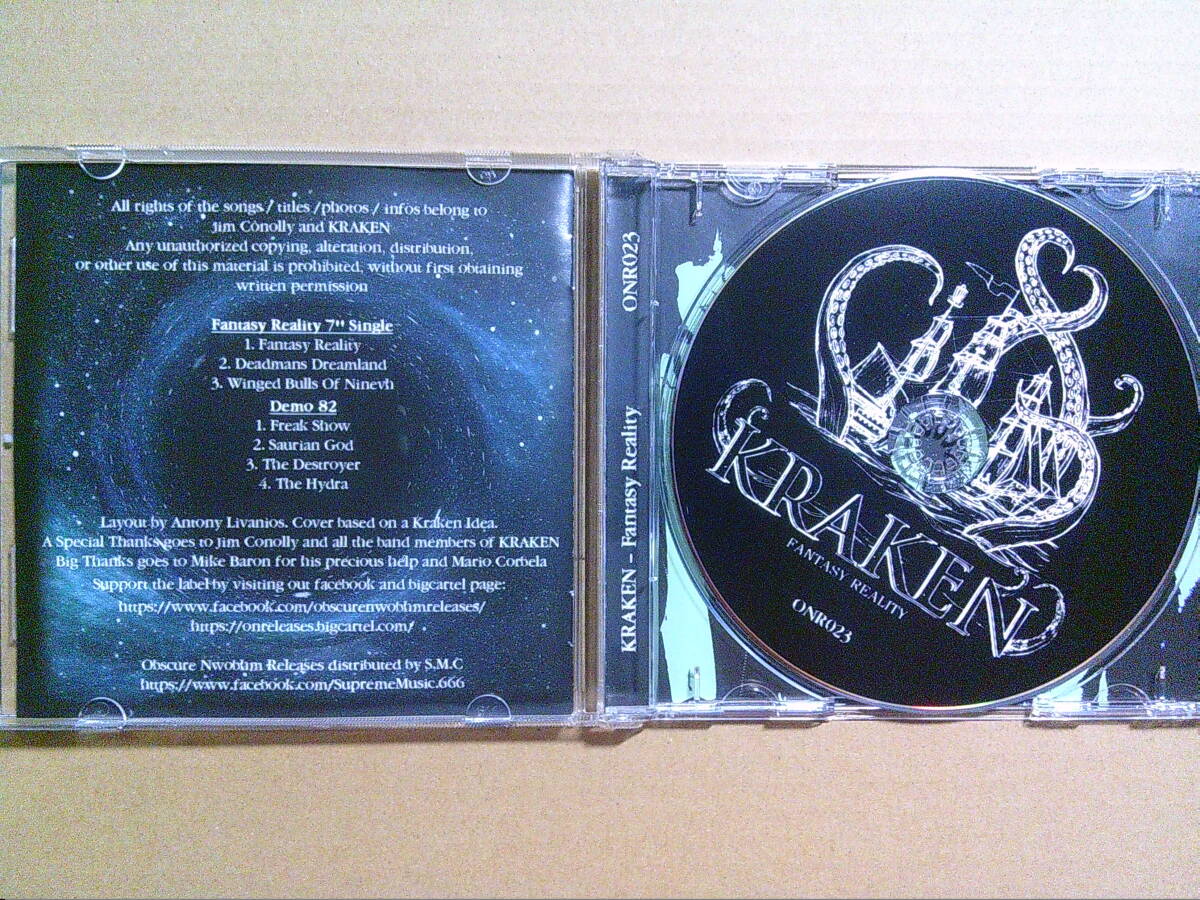 All rights of the songs / titles /photos / infos belong to
Jim Conolly and KRAKEN
Any unauthorized copying, alteration, distribution,
or other use of this material is prohibited, without first obtaining
written permission
Fantasy Reality 7" Single
1. Fantasy Reality
2. Deadmans Dreamland
3. Winged Bulls Of Ninevh
Demo 82
1. Freak Show
2. Saurian God
3. The Destroyer
4. The Hydra
Layout by Antony Livanios. Cover based on a Kraken Idea.
A Special Thanks goes to Jim Conolly and all the band members of KRAKEN
Big Thanks goes to Mike Baron for his precious help and Mario Corbela
Support the label by visiting out facebook and bigcartel page:
https://www.facebook.com/obscurenwobhmreleases/
https://onreleases.bigcartel.com/
Obscure Nwobhm Releases distributed by S.M.C
https://www.facebook.com/SupremeMusic.666
KRAKEN - Fantasy Reality ONR023
KRAKEN
FANTASY REALITY
ONR023